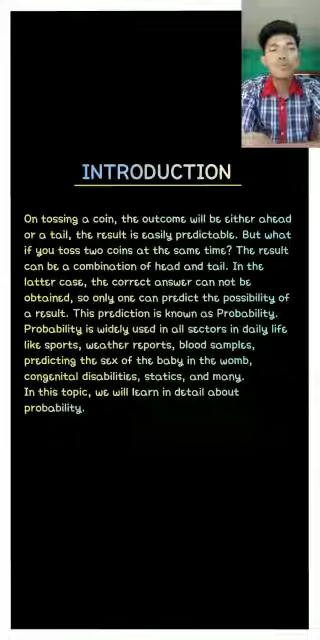 INTRODUCTION
On tossing a coin, the outcome will be either ahead
or a tail, the result is easily predictable. But what
if you toss two coins at the same time? The result
can be a combination of head and tail. In the
latter case, the correct answer can not be
obtained, so only one can predict the possibility of
a result. This prediction is known as Probability.
Probability is widely used in all sectors in daily life
like sports, weather reports, blood samples,
predicting the sex of the baby in the womb,
congenital disabilities, statics, and many.
In this topic, we will learn in detail about
probability.